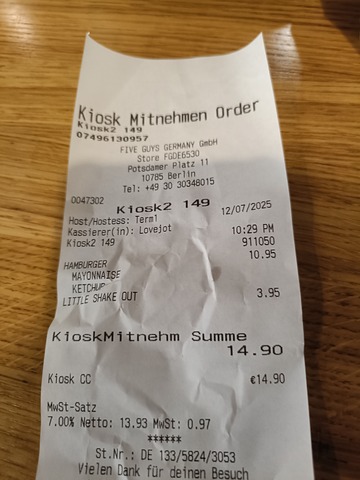 Kiosk Mitnehmen Order
Kiosk2 149
07496130957
FIVE GUYS GERMANY GmbH
Store FGDE6530
Potsdamer Platz 11
10785 Berlin
Tel: +49 30 30348015
0047302
Kiosk2 149 12/07/2025
Host/Hostess: Term1
Kassierer(in): Lovejot 10:29 PM
Kiosk2 149 911050
HAMBURGER 10.95
MAYONNAISE
KETCHUP
LITTLE SHAKE OUT 3.95
KioskMitnehm Summe
14.90
Kiosk CC €14.90
MwSt-Satz
7.00% Netto: 13.93 MwSt: 0.97
******
St.Nr.: DE 133/5824/3053
Vielen Dank für deinen Besuch